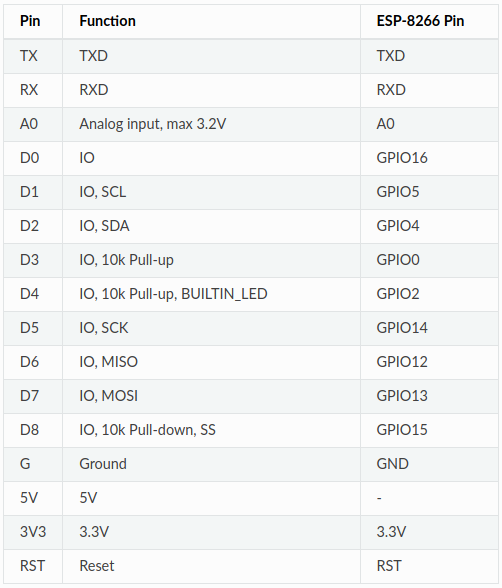 Pin Function ESP-8266 Pin
TX TXD TXD
RX RXD RXD
A0 Analog input, max 3.2V A0
D0 IO GPIO16
D1 IO, SCL GPIO5
D2 IO, SDA GPIO4
D3 IO, 10k Pull-up GPIO0
D4 IO, 10k Pull-up, BUILTIN_LED GPIO2
D5 IO, SCK GPIO14
D6 IO, MISO GPIO12
D7 IO, MOSI GPIO13
D8 IO, 10k Pull-down, SS GPIO15
G Ground GND
5V 5V -
3V3 3.3V 3.3V
RST Reset RST